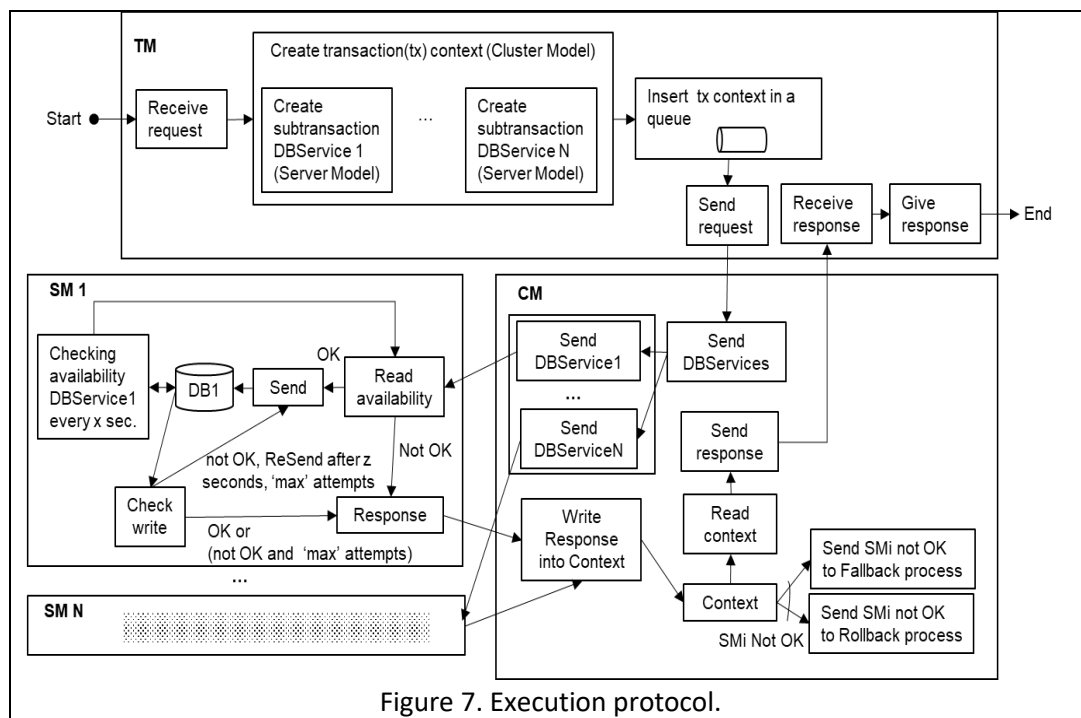 TM
Create transaction(tx) context (Cluster Model)
Start
Receive
request
Create
subtransaction
DBService 1
(Server Model)
...
Create
subtransaction
DBService N
(Server Model)
Insert tx context in a
queue
Send
request
Receive
response
Give
response
End
SM 1
Checking
availability
DBService1
every x sec.
DB1
Send
OK
Read
availability
Not OK
not OK, ReSend after z
seconds, ‘max’ attempts
Check
write
OK or
(not OK and ‘max’ attempts)
Response
...
SM N
CM
Send
DBService1
...
Send
DBServiceN
Send
DBServices
Send
response
Read
context
Write
Response
into Context
Context
SMi Not OK
Send SMi not OK
to Fallback process
Send SMi not OK
to Rollback process
Figure 7. Execution protocol.